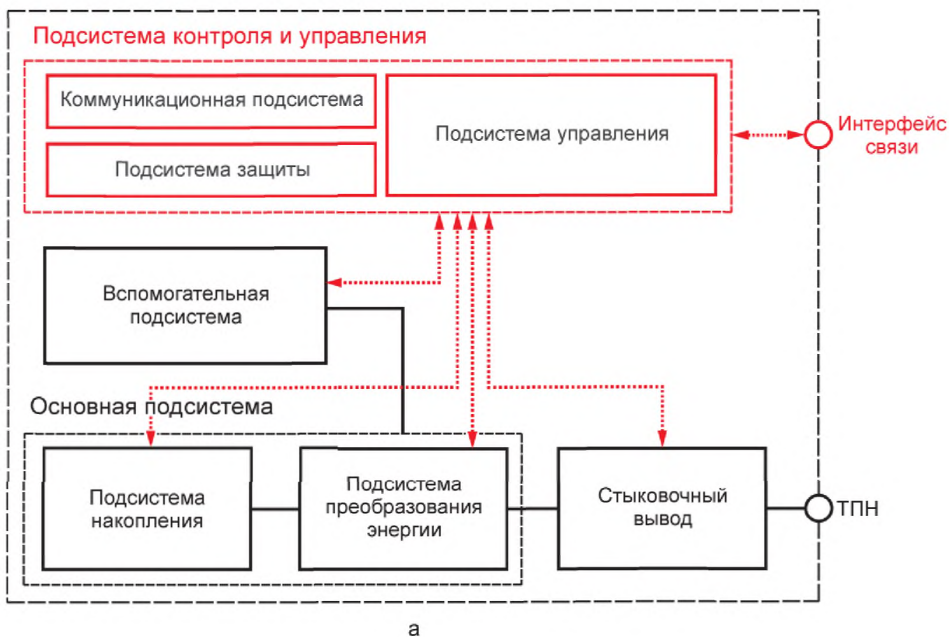 Подсистема контроля и управления
Коммуникационная подсистема
Подсистема защиты
Подсистема управления
Интерфейс
связи
Вспомогательная
подсистема
Основная подсистема
Подсистема
накопления
Подсистема
преобразования
энергии
Стыковочный
вывод
ТПН
а